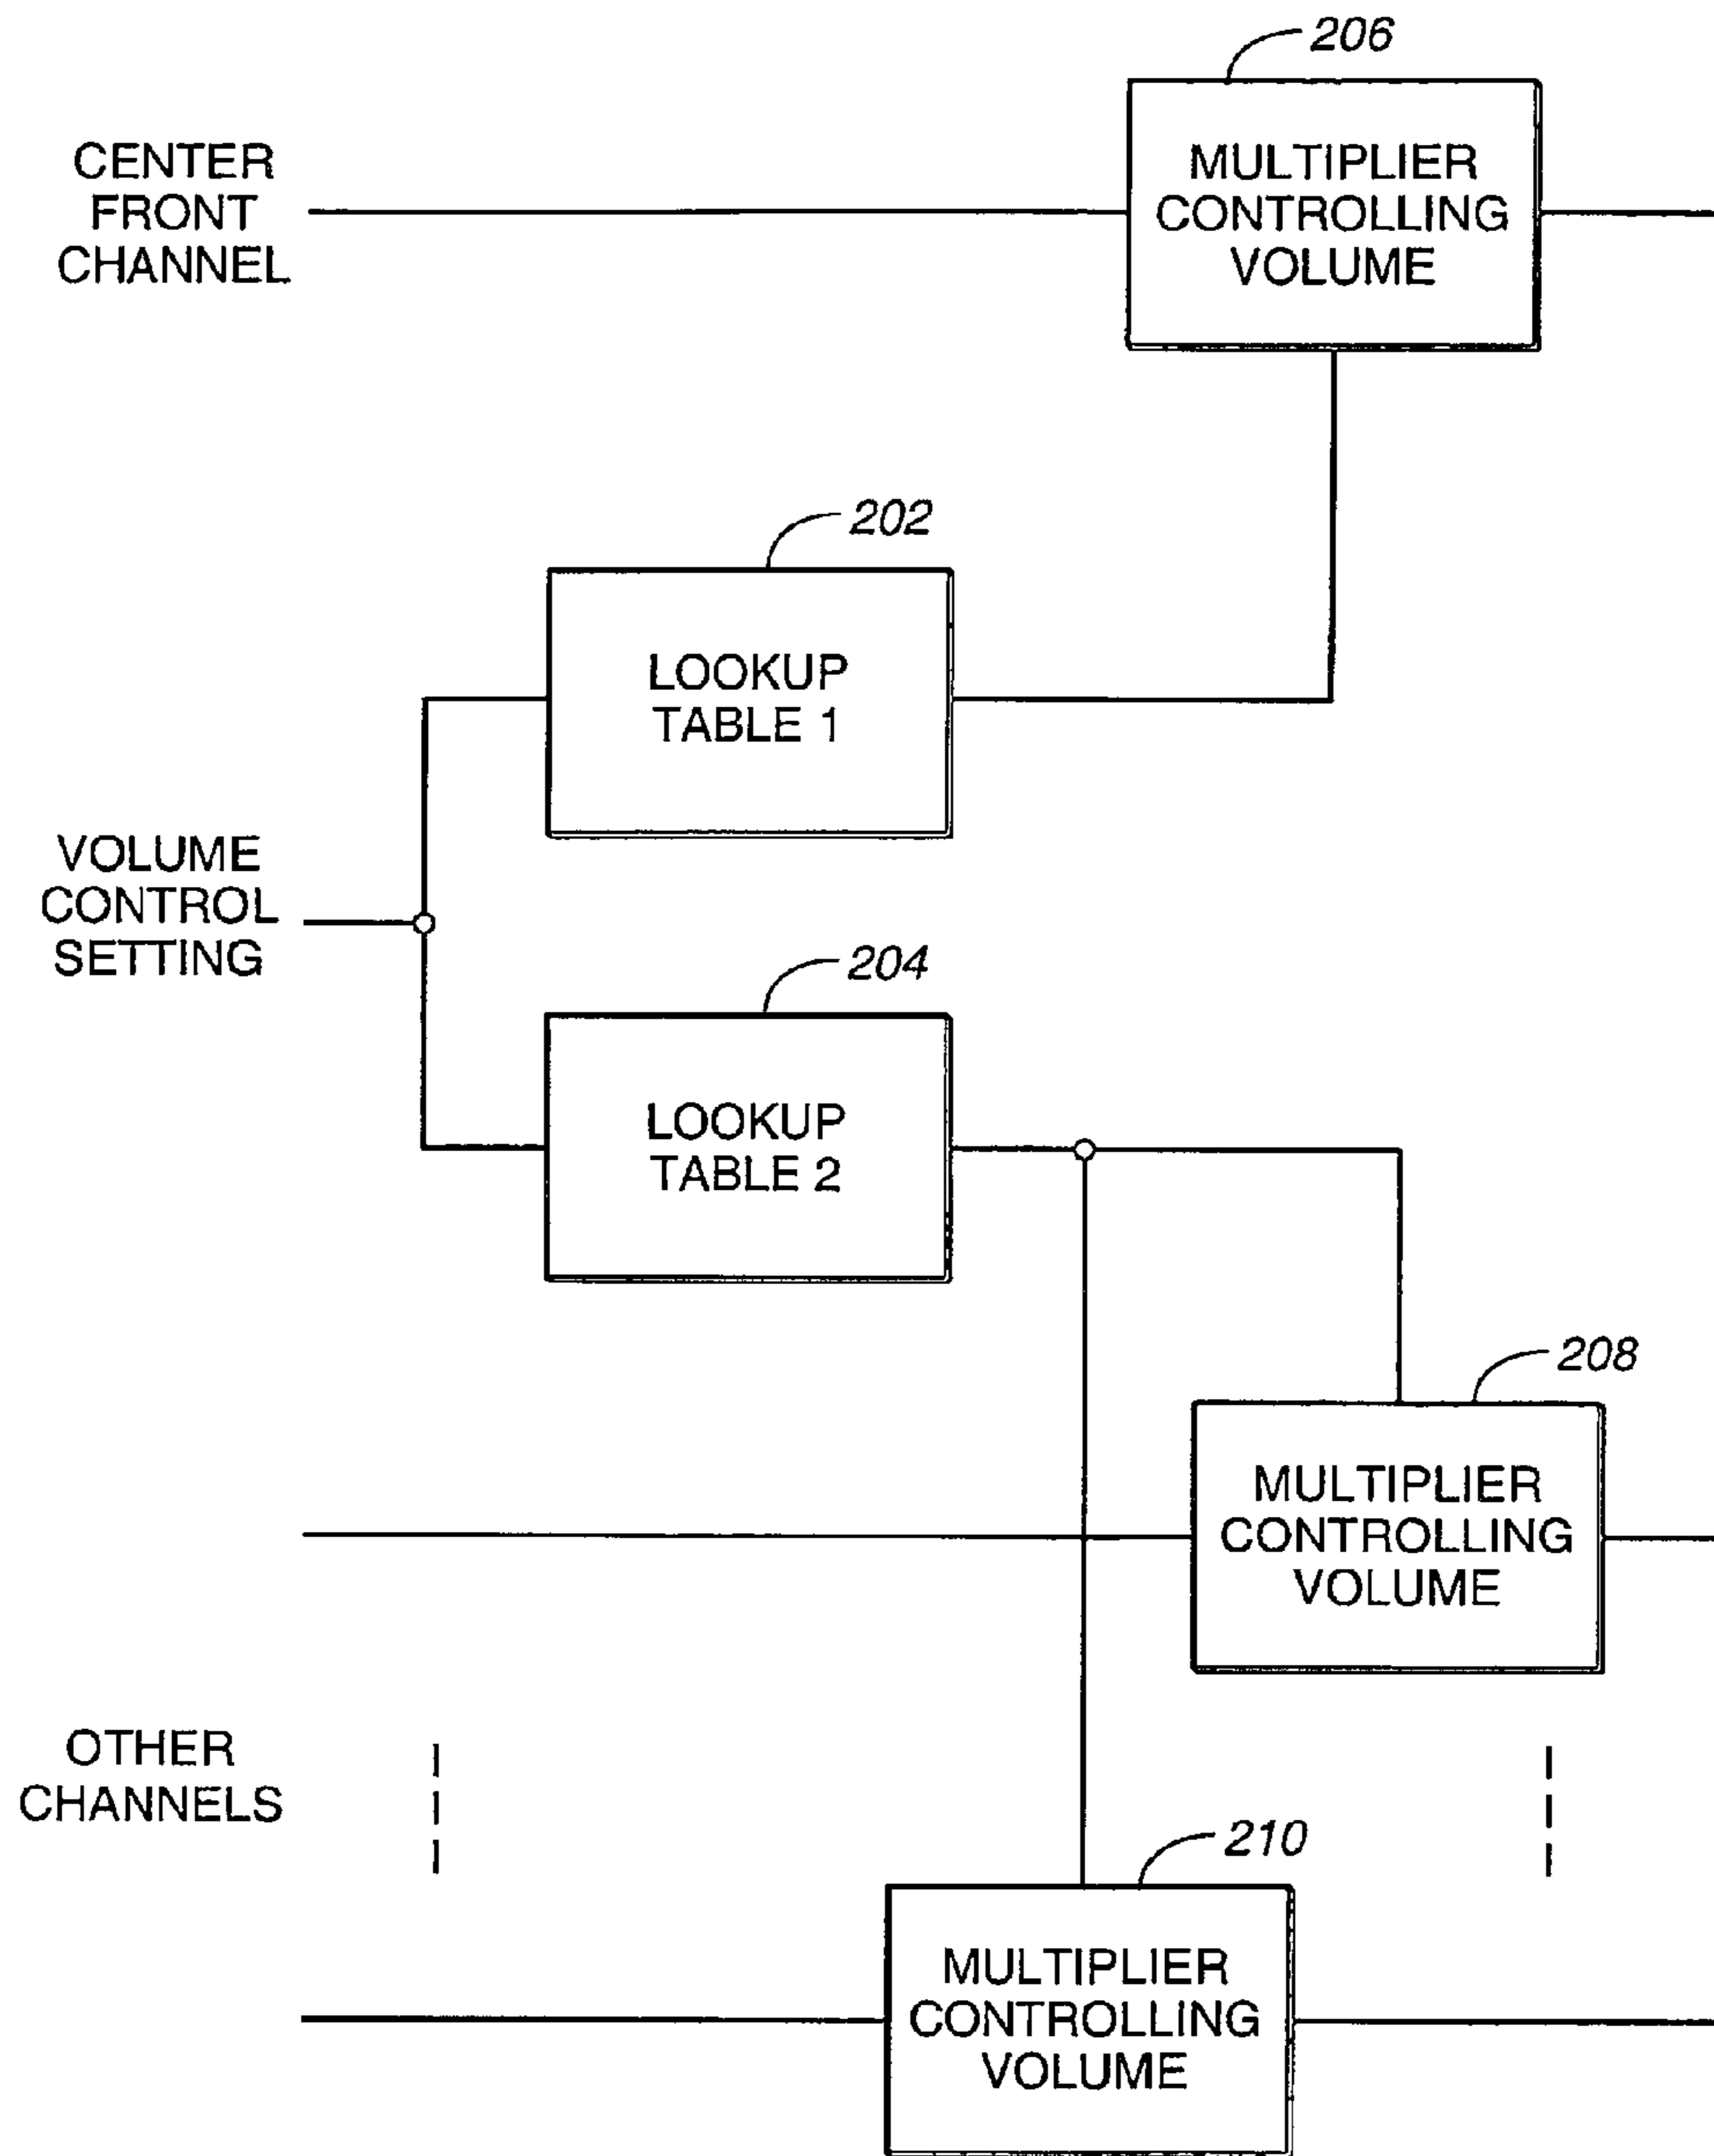 206
CENTER
FRONT
CHANNEL
MULTIPLIER
CONTROLLING
VOLUME
202
LOOKUP
TABLE 1
VOLUME
CONTROL
SETTING
204
LOOKUP
TABLE 2
208
MULTIPLIER
CONTROLLING
VOLUME
OTHER
CHANNELS
210
MULTIPLIER
CONTROLLING
VOLUME